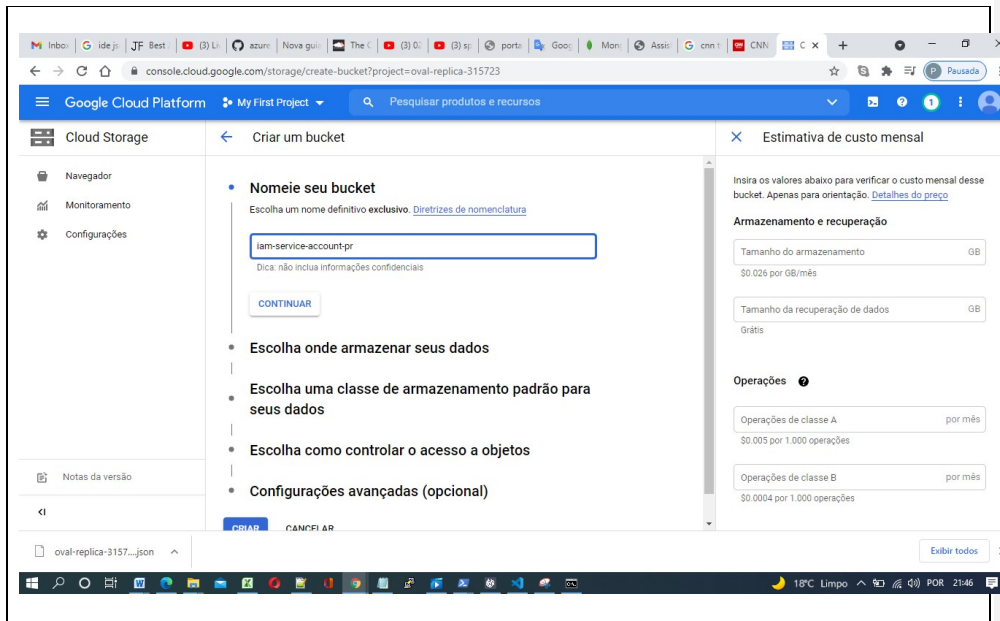 Inbo
G ide js
JF Best
(3) Li
azure
Nova gui
The C
(3) 0
(3) sp
porta
Goog
Mon
Assis
G cnn t
CNN
C
console.cloud.google.com/storage/create-bucket?project=oval-replica-315723
P Pausada
Google Cloud Platform
My First Project
Pesquisar produtos e recursos
1
Cloud Storage
Criar um bucket
Estimativa de custo mensal
Navegador
Monitoramento
Configurações
Notas da versão
Nomeie seu bucket
Escolha um nome definitivo exclusivo. Diretrizes de nomenclatura
iam-service-account-pr
Dica: não inclua informações confidenciais
CONTINUAR
Escolha onde armazenar seus dados
Escolha uma classe de armazenamento padrão para
seus dados
Escolha como controlar o acesso a objetos
Configurações avançadas (opcional)
CRIAR
CANCELAR
Insira os valores abaixo para verificar o custo mensal desse
bucket. Apenas para orientação. Detalhes do preço
Armazenamento e recuperação
Tamanho do armazenamento GB
$0.026 por GB/mês
Tamanho da recuperação de dados GB
Grátis
Operações
Operações de classe A por mês
$0.005 por 1.000 operações
Operações de classe B por mês
$0.0004 por 1.000 operações
oval-replica-3157....json
Exibir todos
18°C Limpo
POR
21:46